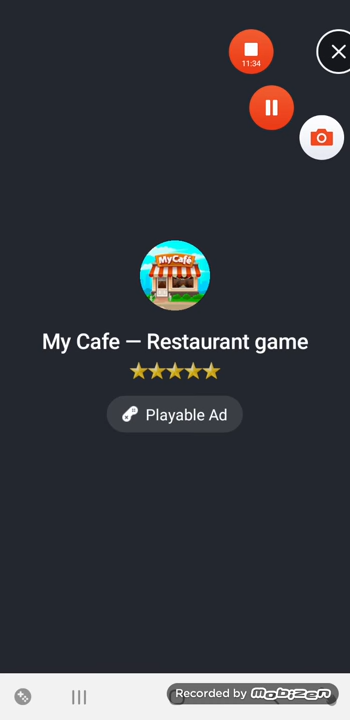 11:34
MyCafé
My Cafe — Restaurant game
Playable Ad
Recorded by mobizen